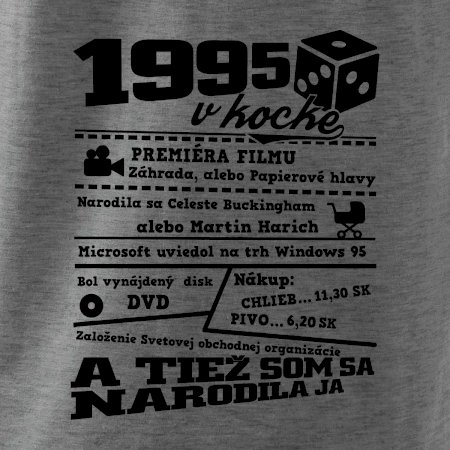 1995
v kocke
PREMIÉRA FILMU
Záhrada, alebo Papierové hlavy
Narodila sa Celeste Buckingham
alebo Martin Harich
Microsoft uviedol na trh Windows 95
Bol vynájdený disk
DVD
Nákup:
CHLIEB... 11,30 SK
PIVO... 6,20 SK
Založenie Svetovej obchodnej organizácie
A TIEŽ SOM SA
NARODILA JA